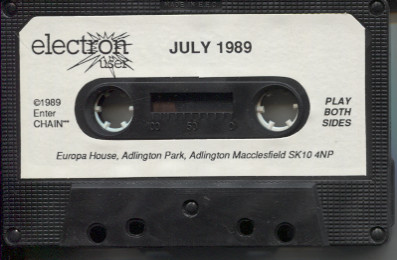 electron
user
JULY 1989
©1989
Enter
CHAIN""
PLAY
BOTH
SIDES
Europa House, Adlington Park, Adlington Macclesfield SK10 4NP